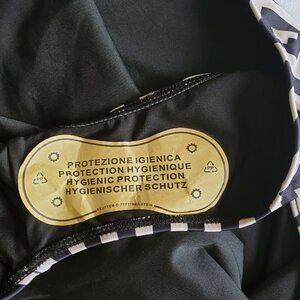 PROTEZIONE IGIENICA
PROTECTION HYGIENIQUE
HYGIENIC PROTECTION
HYGIENISCHER SCHUTZ